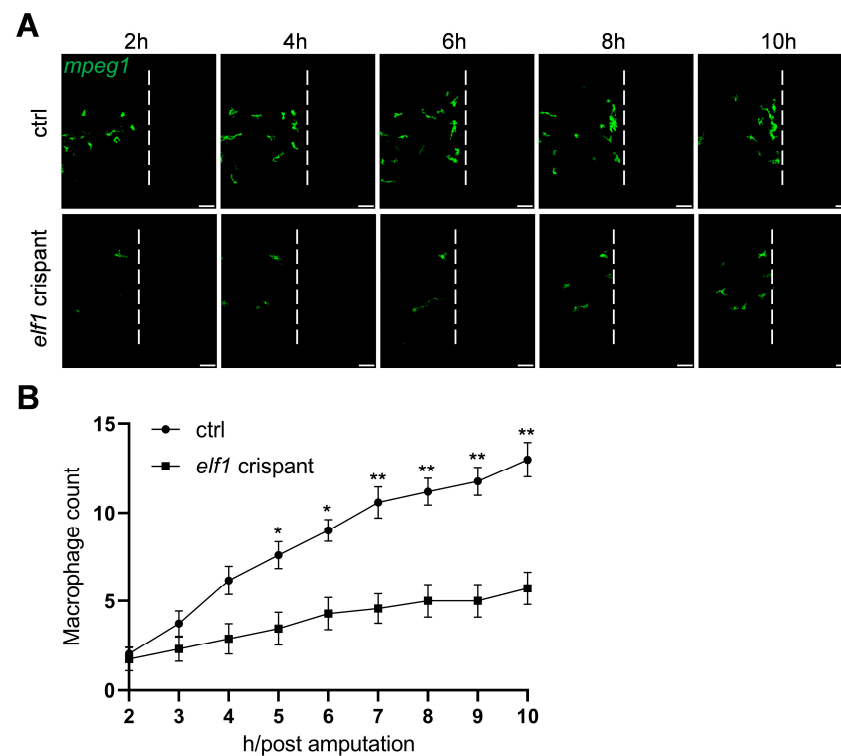 A
2h 4h 6h 8h 10h
mpeg1
ctrl
elf1 crispant
B
ctrl
elf1 crispant
Macrophage count
15
10
5
0
* * ** ** ** **
2 3 4 5 6 7 8 9 10
h/post amputation